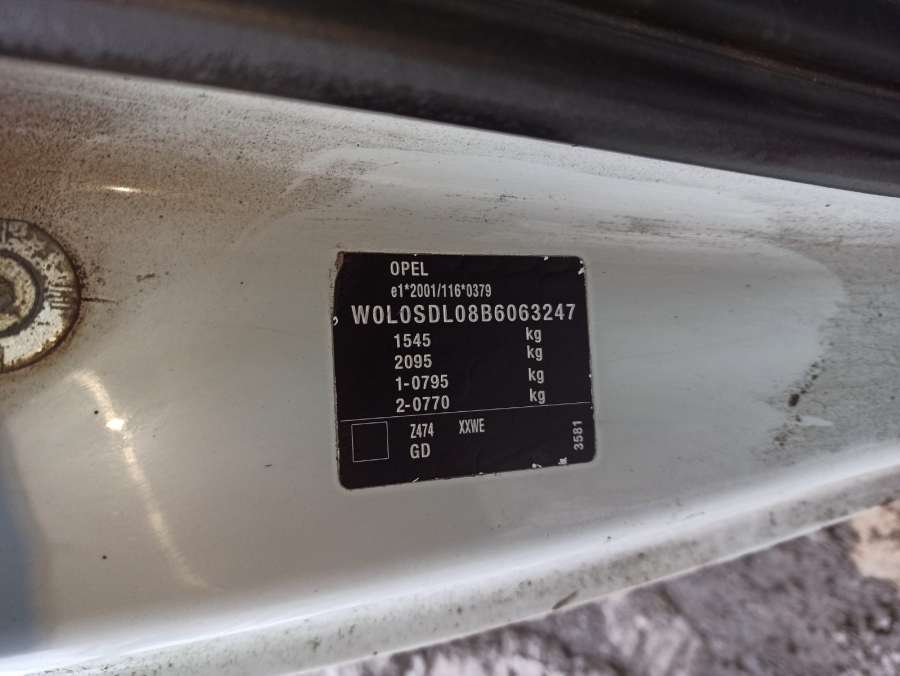 OPEL
e1*2001/116*0379
W0L0SDL08B6063247
1545 kg
2095 kg
1-0795 kg
2-0770 kg
Z474 XXWE
GD
3581